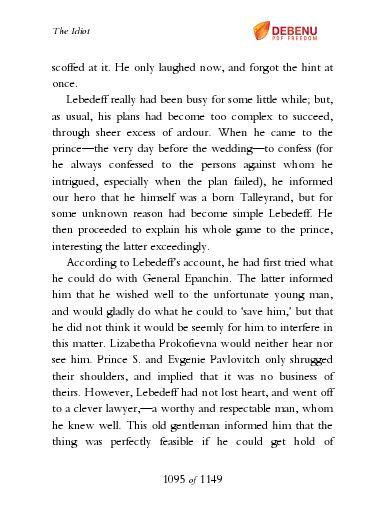 The Idiot
DEBENU
PDF FREEDOM
scoffed at it. He only laughed now, and forgot the hint at
once.
Lebedeff really had been busy for some little while; but,
as usual, his plans had become too complex to succeed,
through sheer excess of ardour. When he came to the
prince—the very day before the wedding—to confess (for
he always confessed to the persons against whom he
intrigued, especially when the plan failed), he informed
our hero that he himself was a born Talleyrand, but for
some unknown reason had become simple Lebedeff. He
then proceeded to explain his whole game to the prince,
interesting the latter exceedingly.
According to Lebedeff’s account, he had first tried what
he could do with General Epanchin. The latter informed
him that he wished well to the unfortunate young man,
and would gladly do what he could to ‘save him,’ but that
he did not think it would be seemly for him to interfere in
this matter. Lizabetha Prokofievna would neither hear nor
see him. Prince S. and Evgenie Pavlovitch only shrugged
their shoulders, and implied that it was no business of
theirs. However, Lebedeff had not lost heart, and went off
to a clever lawyer,—a worthy and respectable man, whom
he knew well. This old gentleman informed him that the
thing was perfectly feasible if he could get hold of
1095 of 1149